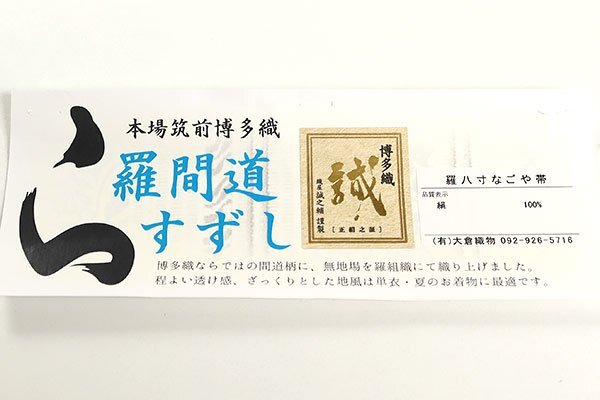 ら
本場筑前博多織
羅間道
すずし
博多織
誠
織屋誠之輔 謹製
[正絹之証]
羅八寸なごや帯
品質表示
絹 100%
(有)大倉織物 092-926-5716
博多織ならではの間道柄に、無地場を羅組織にて織り上げました。
程よい透け感、ざっくりとした地風は単衣・夏のお着物に最適です。